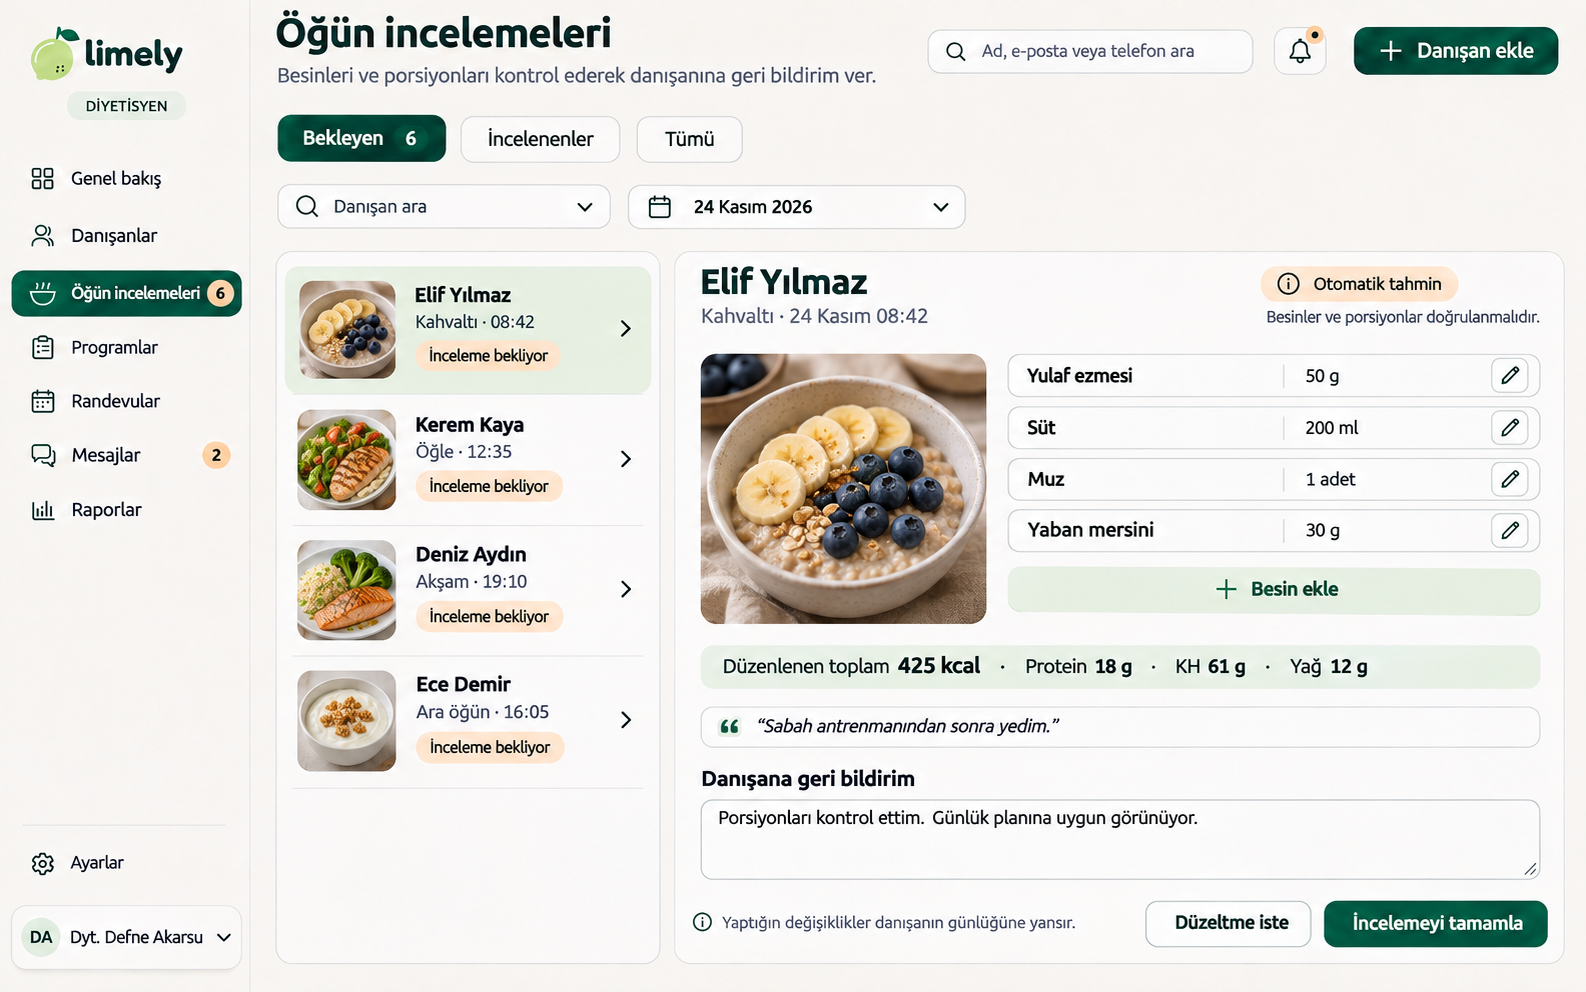 limely
DİYETİSYEN
Genel bakış
Danışanlar
Öğün incelemeleri 6
Programlar
Randevular
Mesajlar 2
Raporlar
Ayarlar
DA Dyt. Defne Akarsu
Öğün incelemeleri
Besinleri ve porsiyonları kontrol ederek danışanına geri bildirim ver.
Ad, e-posta veya telefon ara
Danışan ekle
Bekleyen 6
İncelenenler
Tümü
Danışan ara
24 Kasım 2026
Elif Yılmaz
Kahvaltı · 08:42
İnceleme bekliyor
Kerem Kaya
Öğle · 12:35
İnceleme bekliyor
Deniz Aydın
Akşam · 19:10
İnceleme bekliyor
Ece Demir
Ara öğün · 16:05
İnceleme bekliyor
Elif Yılmaz
Kahvaltı · 24 Kasım 08:42
Otomatik tahmin
Besinler ve porsiyonlar doğrulanmalıdır.
Yulaf ezmesi 50 g
Süt 200 ml
Muz 1 adet
Yaban mersini 30 g
Besin ekle
Düzenlenen toplam 425 kcal · Protein 18 g · KH 61 g · Yağ 12 g
“Sabah antrenmanından sonra yedim.”
Danışana geri bildirim
Porsiyonları kontrol ettim. Günlük planına uygun görünüyor.
Yaptığın değişiklikler danışanın günlüğüne yansır.
Düzeltme iste
İncelemeyi tamamla